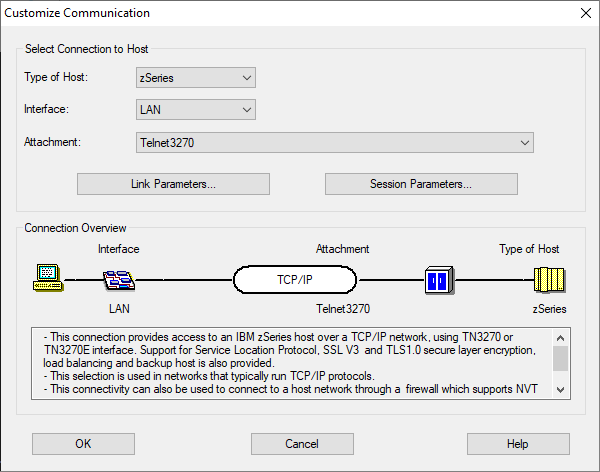 Customize Communication
Select Connection to Host
Type of Host: zSeries
Interface: LAN
Attachment: Telnet3270
Link Parameters... Session Parameters...
Connection Overview
Interface Attachment Type of Host
TCP/IP
LAN Telnet3270 zSeries
- This connection provides access to an IBM zSeries host over a TCP/IP network, using TN3270 or
TN3270E interface. Support for Service Location Protocol, SSL V3 and TLS1.0 secure layer encryption,
load balancing and backup host is also provided.
- This selection is used in networks that typically run TCP/IP protocols.
- This connectivity can also be used to connect to a host network through a firewall which supports NVT
OK Cancel Help